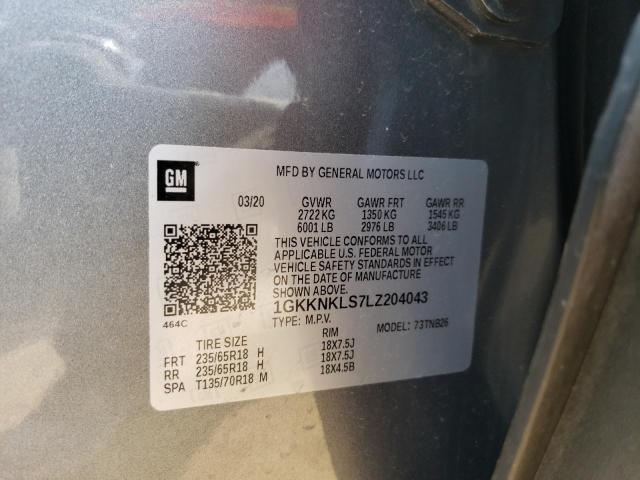 GM
MFD BY GENERAL MOTORS LLC
03/20 GVWR GAWR FRT GAWR RR
2722 KG 1350 KG 1545 KG
6001 LB 2976 LB 3406 LB
THIS VEHICLE CONFORMS TO ALL
APPLICABLE U.S. FEDERAL MOTOR
VEHICLE SAFETY STANDARDS IN EFFECT
ON THE DATE OF MANUFACTURE
SHOWN ABOVE.
464C
1GKKNKLS7LZ204043
TYPE: M.P.V. MODEL: 73TNB26
TIRE SIZE RIM
FRT 235/65R18 H 18X7.5J
RR 235/65R18 H 18X7.5J
SPA T135/70R18 M 18X4.5B